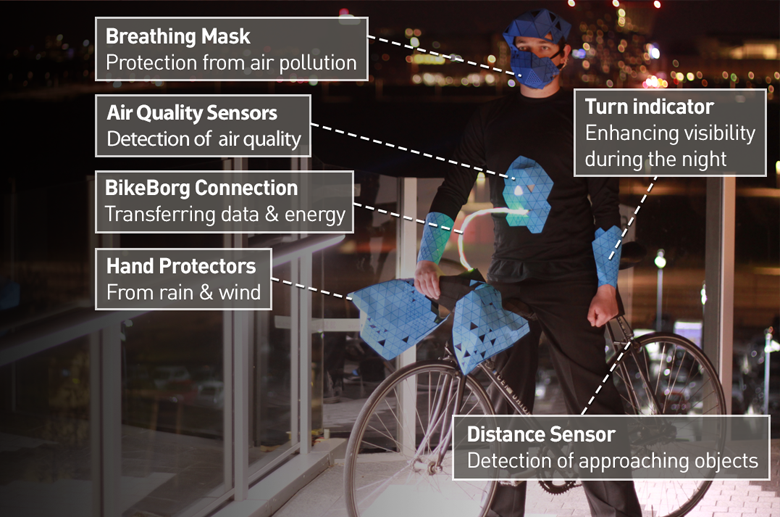 Breathing Mask
Protection from air pollution
Air Quality Sensors
Detection of air quality
BikeBorg Connection
Transferring data & energy
Hand Protectors
From rain & wind
Turn indicator
Enhancing visibility
during the night
Distance Sensor
Detection of approaching objects